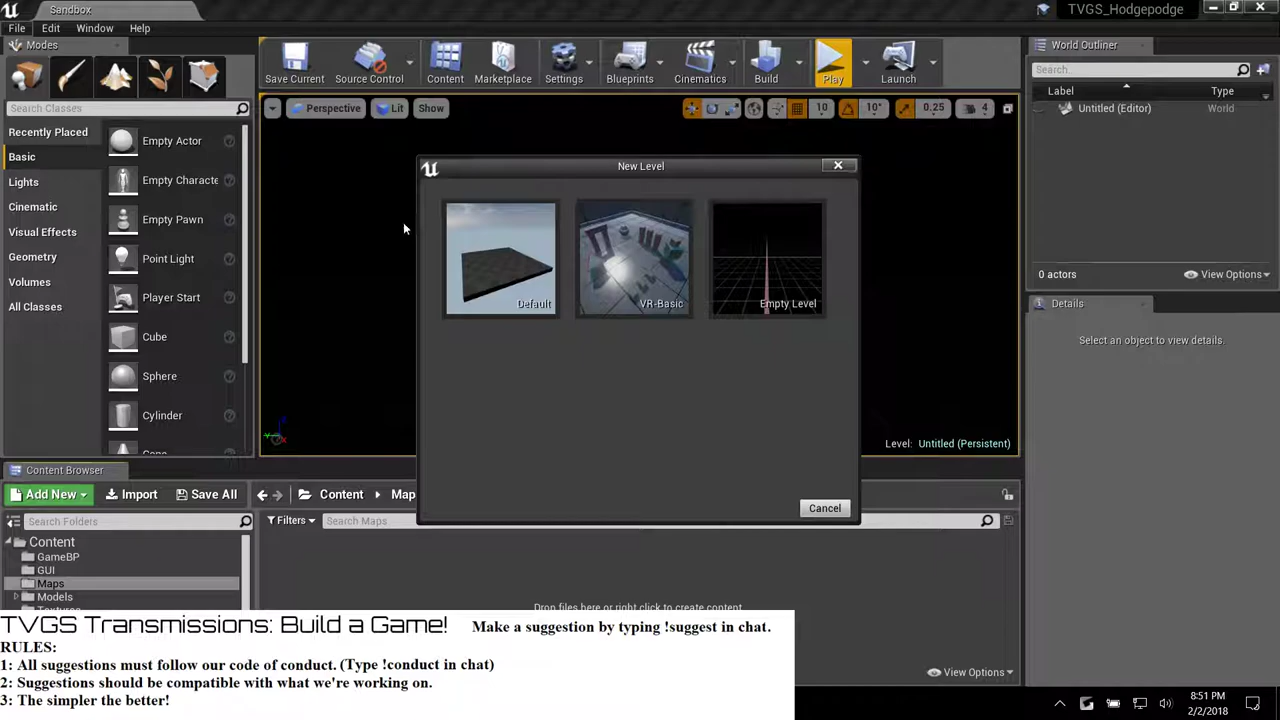 Sandbox
TVGS_Hodgepodge
File Edit Window Help
Modes
Search Classes
Recently Placed
Basic
Lights
Cinematic
Visual Effects
Geometry
Volumes
All Classes
Empty Actor
Empty Characte
Empty Pawn
Point Light
Player Start
Cube
Sphere
Cylinder
Save Current
Source Control
Content
Marketplace
Settings
Blueprints
Cinematics
Build
Play
Launch
Perspective Lit Show
10 10° 0.25 4
New Level
Default
VR-Basic
Empty Level
Cancel
Level: Untitled (Persistent)
World Outliner
Search..
Label Type
Untitled (Editor) World
0 actors View Options
Details
Select an object to view details.
Content Browser
Add New Import Save All Content Map
Search Folders
Filters Search Maps
Content
GameBP
GUI
Maps
Models
Drop files here or right click to create content.
View Options
TVGS Transmissions: Build a Game! Make a suggestion by typing !suggest in chat.
RULES:
1: All suggestions must follow our code of conduct. (Type !conduct in chat)
2: Suggestions should be compatible with what we're working on.
3: The simpler the better!
8:51 PM
2/2/2018